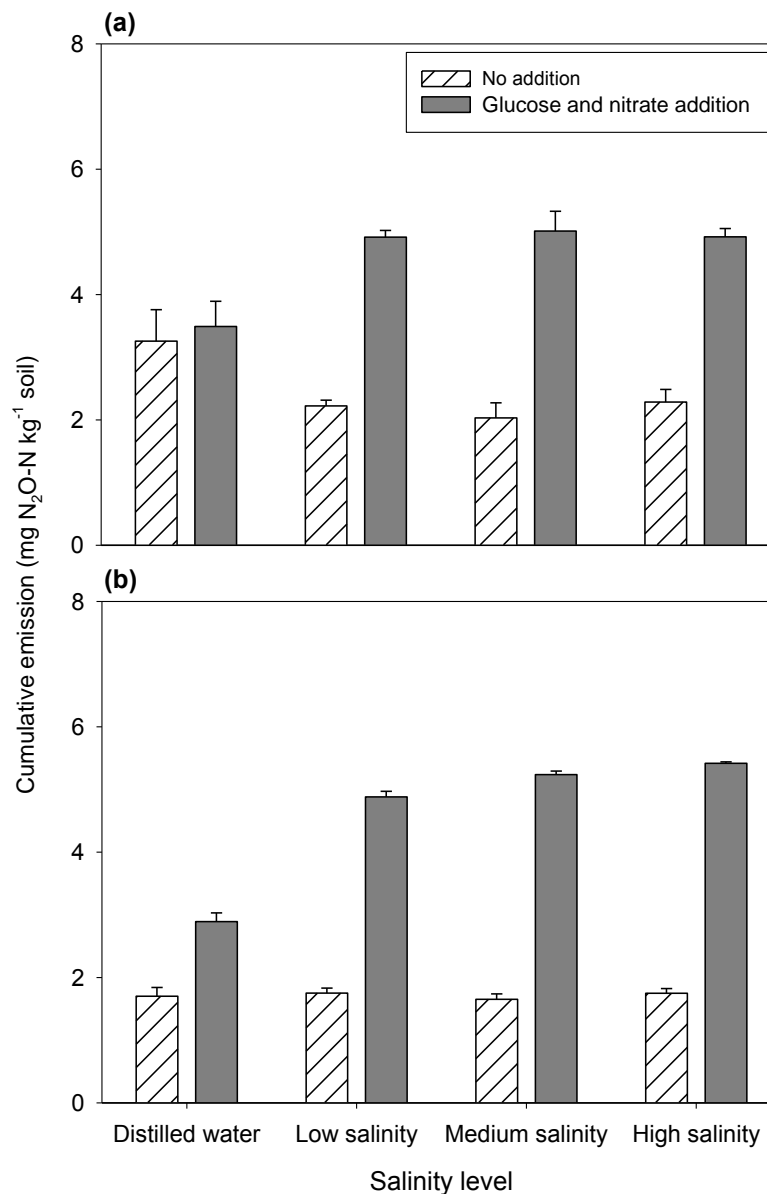 (a)
8
No addition
Glucose and nitrate addition
6
4
2
0
(b)
8
6
4
2
0
Cumulative emission (mg N₂O-N kg⁻¹ soil)
Distilled water Low salinity Medium salinity High salinity
Salinity level